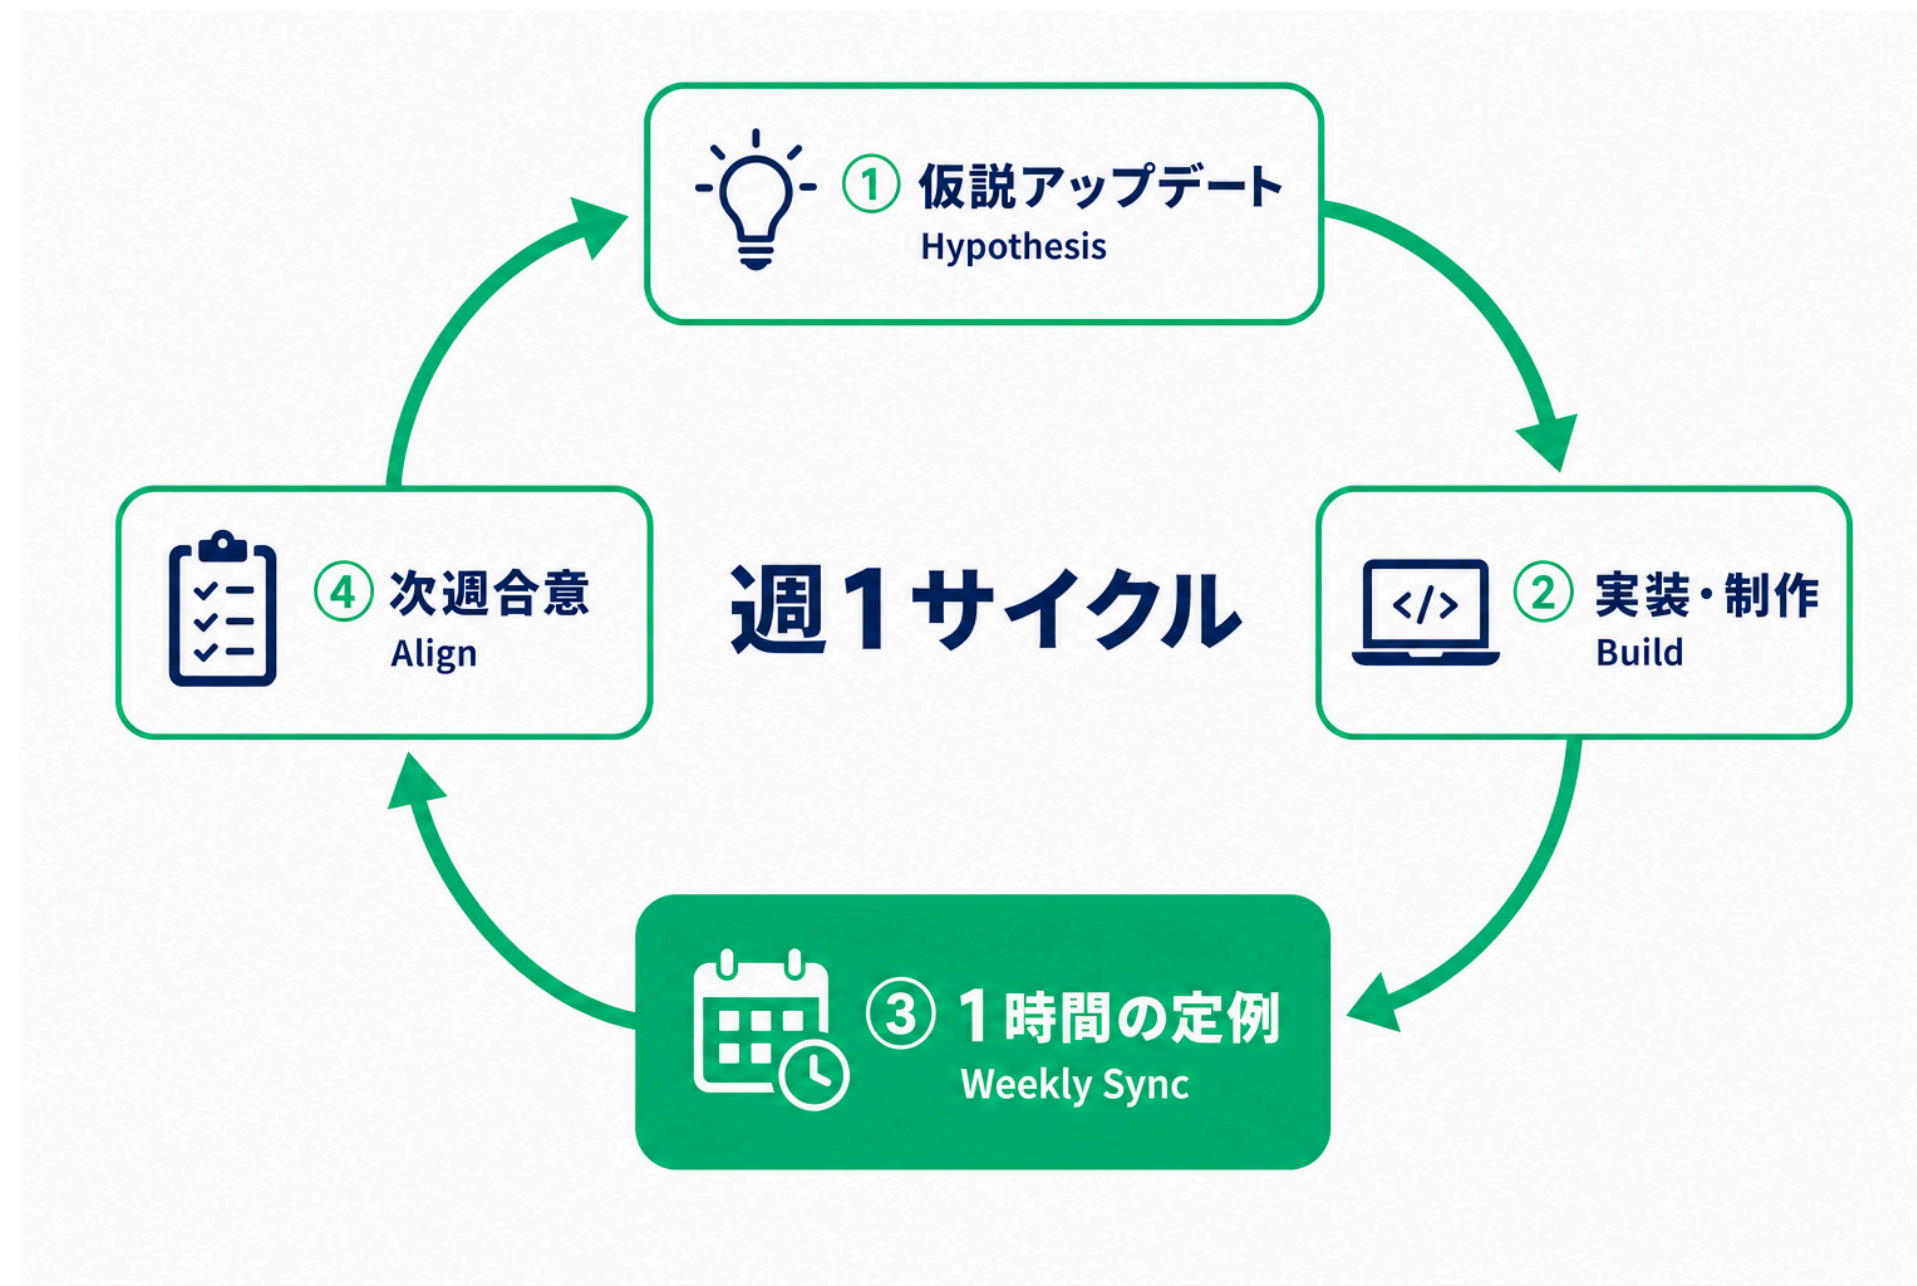 ① 仮説アップデート
Hypothesis
② 実装・制作
Build
週1サイクル
③ 1時間の定例
Weekly Sync
④ 次週合意
Align